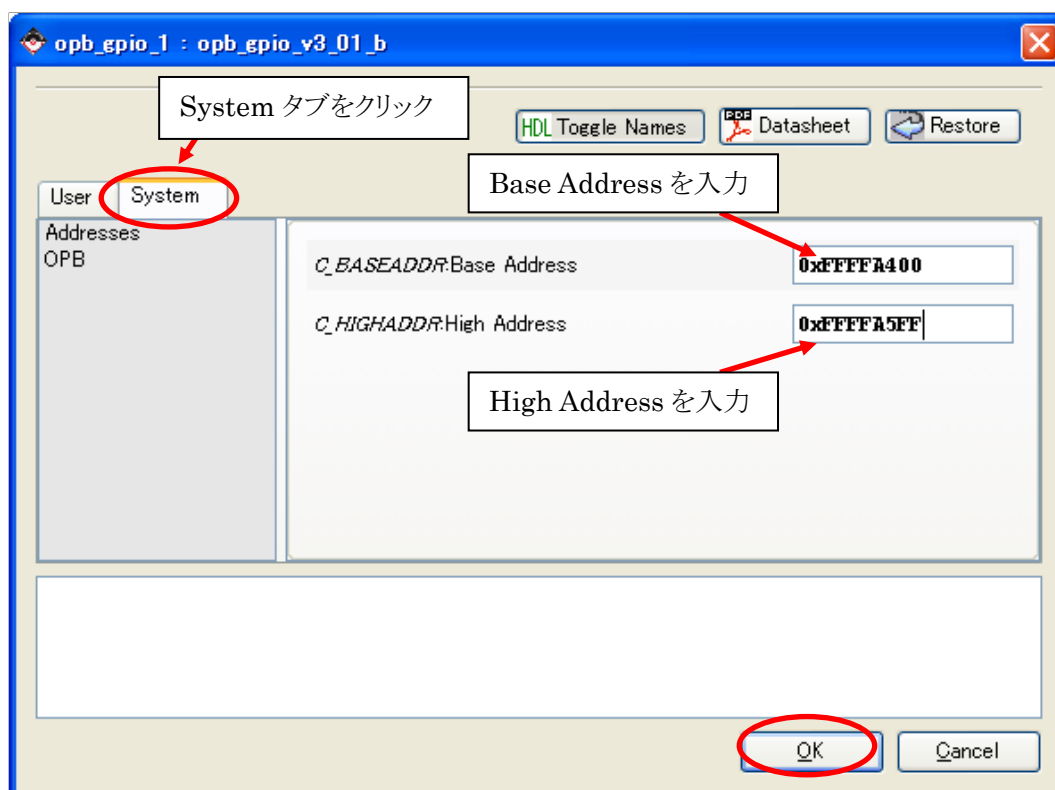 opb_gpio_1 : opb_gpio_v3_01_b
System タブをクリック
HDL Toggle Names
PDF Datasheet
Restore
Base Address を入力
User
System
Addresses
OPB
C_BASEADDR:Base Address
0xFFFFA400
C_HIGHADDR:High Address
0xFFFFA5FF
High Address を入力
OK
Cancel